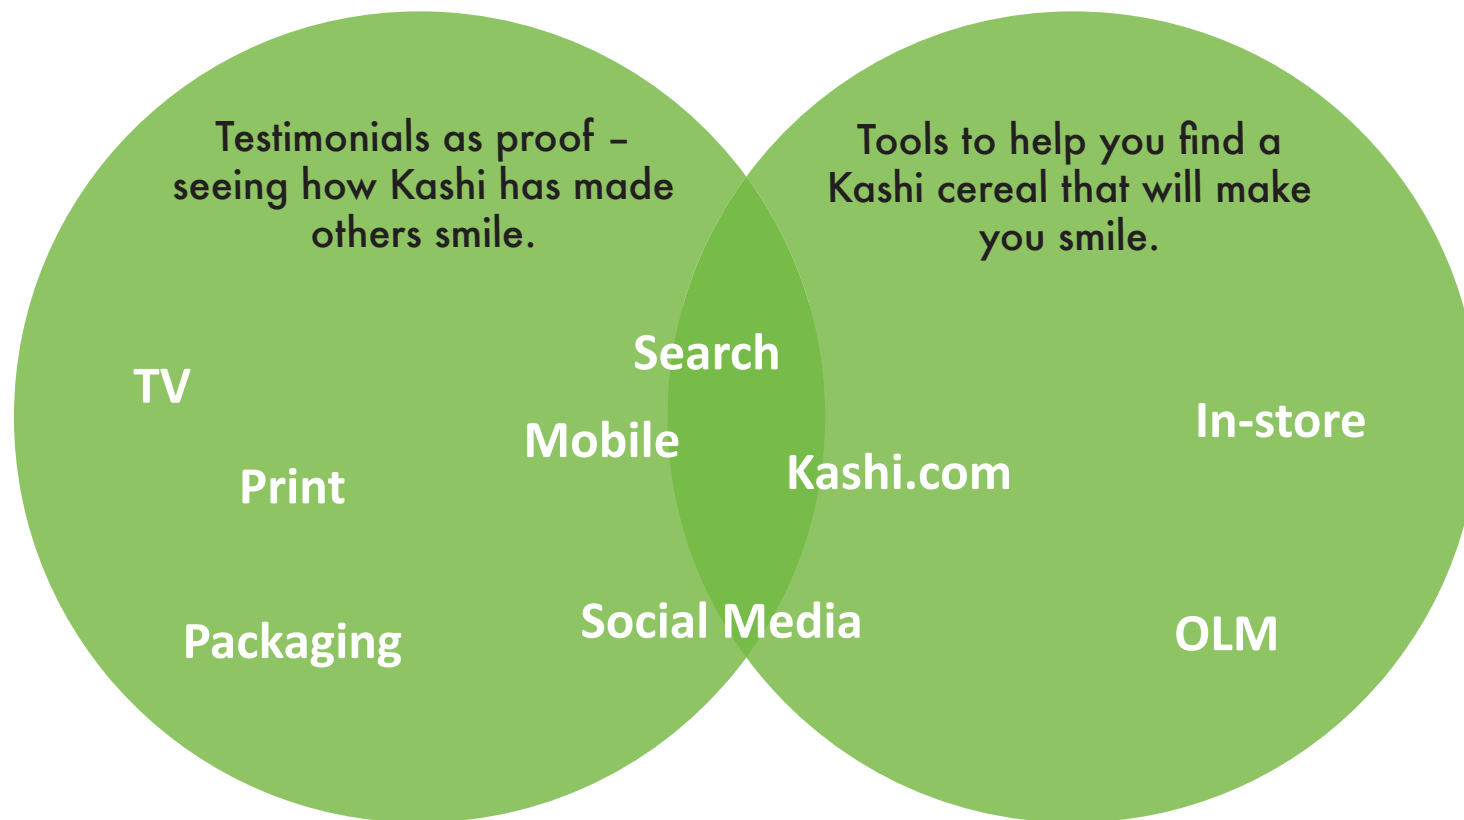 Testimonials as proof –
seeing how Kashi has made
others smile.
Tools to help you find a
Kashi cereal that will make
you smile.
Search
TV
Mobile
In-store
Kashi.com
Print
Social Media
Packaging
OLM